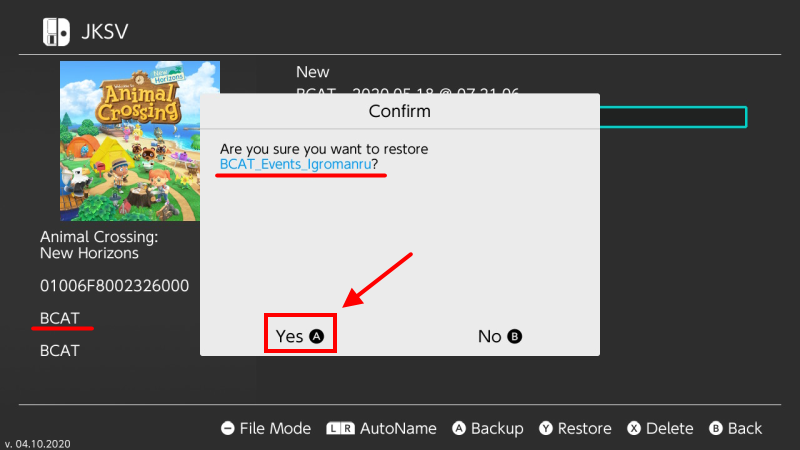 JKSV
New Horizons
Welcome to
Animal
Crossing
New
BCAT - 2020.05.18 @ 07.21.06
Confirm
Are you sure you want to restore
BCAT_Events_Igromanru?
Yes A
No B
Animal Crossing:
New Horizons
01006F8002326000
BCAT
BCAT
File Mode
L R AutoName
A Backup
Y Restore
X Delete
B Back
v. 04.10.2020